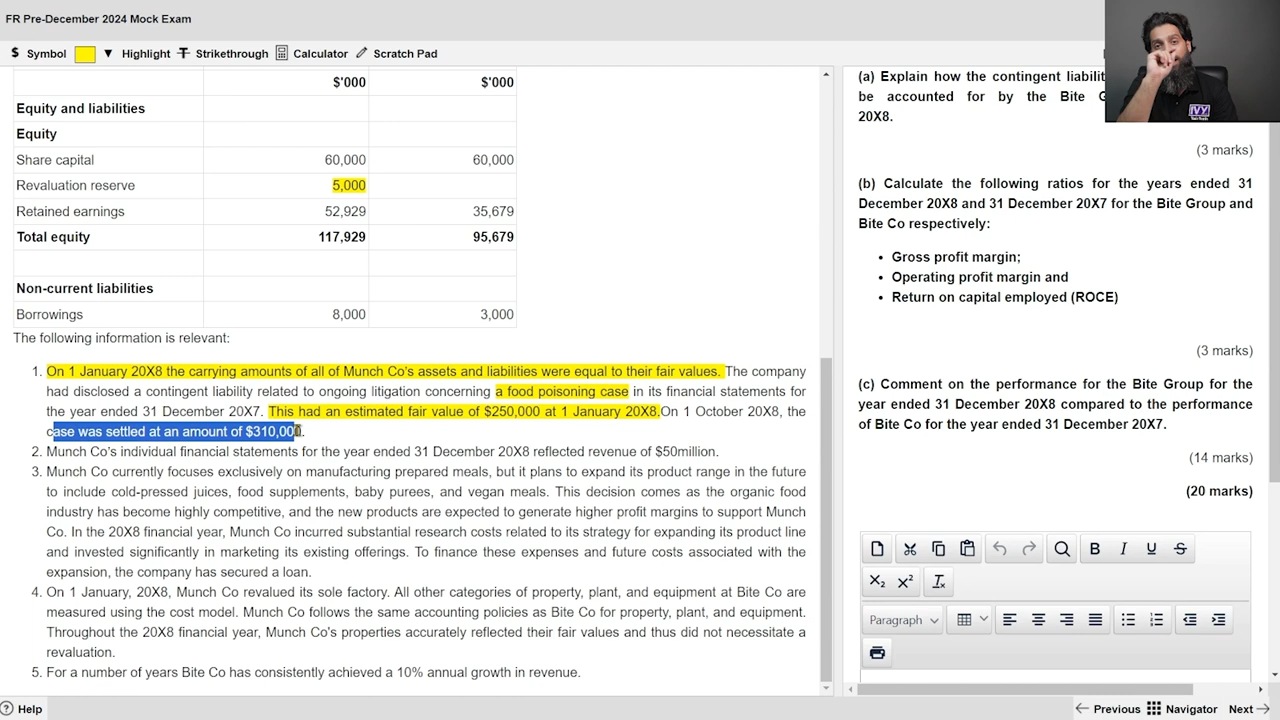 FR Pre-December 2024 Mock Exam
$ Symbol ▼ Highlight T Strikethrough Calculator Scratch Pad
$'000 $'000
Equity and liabilities
Equity
Share capital 60,000 60,000
Revaluation reserve 5,000
Retained earnings 52,929 35,679
Total equity 117,929 95,679
Non-current liabilities
Borrowings 8,000 3,000
The following information is relevant:
1. On 1 January 20X8 the carrying amounts of all of Munch Co's assets and liabilities were equal to their fair values. The company
had disclosed a contingent liability related to ongoing litigation concerning a food poisoning case in its financial statements for
the year ended 31 December 20X7. This had an estimated fair value of $250,000 at 1 January 20X8.On 1 October 20X8, the
case was settled at an amount of $310,000.
2. Munch Co's individual financial statements for the year ended 31 December 20X8 reflected revenue of $50million.
3. Munch Co currently focuses exclusively on manufacturing prepared meals, but it plans to expand its product range in the future
to include cold-pressed juices, food supplements, baby purees, and vegan meals. This decision comes as the organic food
industry has become highly competitive, and the new products are expected to generate higher profit margins to support Munch
Co. In the 20X8 financial year, Munch Co incurred substantial research costs related to its strategy for expanding its product line
and invested significantly in marketing its existing offerings. To finance these expenses and future costs associated with the
expansion, the company has secured a loan.
4. On 1 January, 20X8, Munch Co revalued its sole factory. All other categories of property, plant, and equipment at Bite Co are
measured using the cost model. Munch Co follows the same accounting policies as Bite Co for property, plant, and equipment.
Throughout the 20X8 financial year, Munch Co's properties accurately reflected their fair values and thus did not necessitate a
revaluation.
5. For a number of years Bite Co has consistently achieved a 10% annual growth in revenue.
(a) Explain how the contingent
be accounted for by the Bite
20X8.
(3 marks)
(b) Calculate the following ratios for the years ended 31
December 20X8 and 31 December 20X7 for the Bite Group and
Bite Co respectively:
• Gross profit margin;
• Operating profit margin and
• Return on capital employed (ROCE)
(3 marks)
(c) Comment on the performance for the Bite Group for the
year ended 31 December 20X8 compared to the performance
of Bite Co for the year ended 31 December 20X7.
(14 marks)
(20 marks)
B I U S
X₂ X² Tx
Paragraph
IVY
Help
Previous Navigator Next